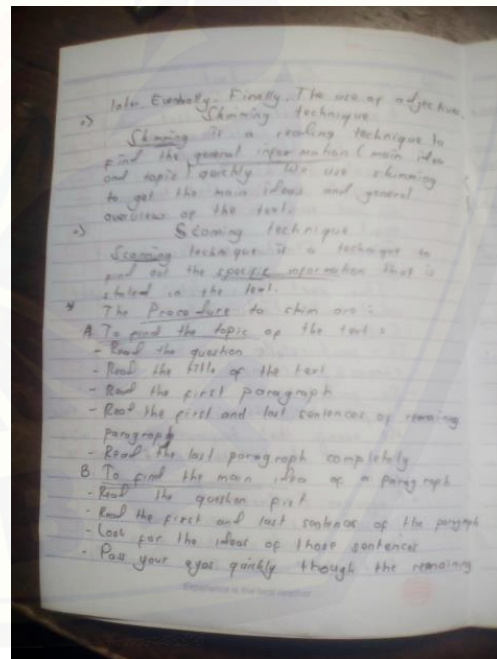 later Eventually. Finally. The use of adjectives.
•) Skimming technique
Skimming is a reading technique to
find the general information (main idea
and topic) quickly. We use skimming
to get the main ideas and general
overviews of the text.
•) Scanning technique
Scanning technique is a technique to
find out the specific information that is
stated in the text.
* The Procedure to skim are :
A. To find the topic of the text :
- Read the question
- Read the title of the text
- Read the first paragraph
- Read the first and last sentences of remaining
paragraph
- Read the last paragraph completely
B. To find the main idea of a paragraph
- Read the question first
- Read the first and last sentence of the paragraph
- Look for the ideas of those sentences
- Pass your eyes quickly though the remaining
Experience is the best teacher